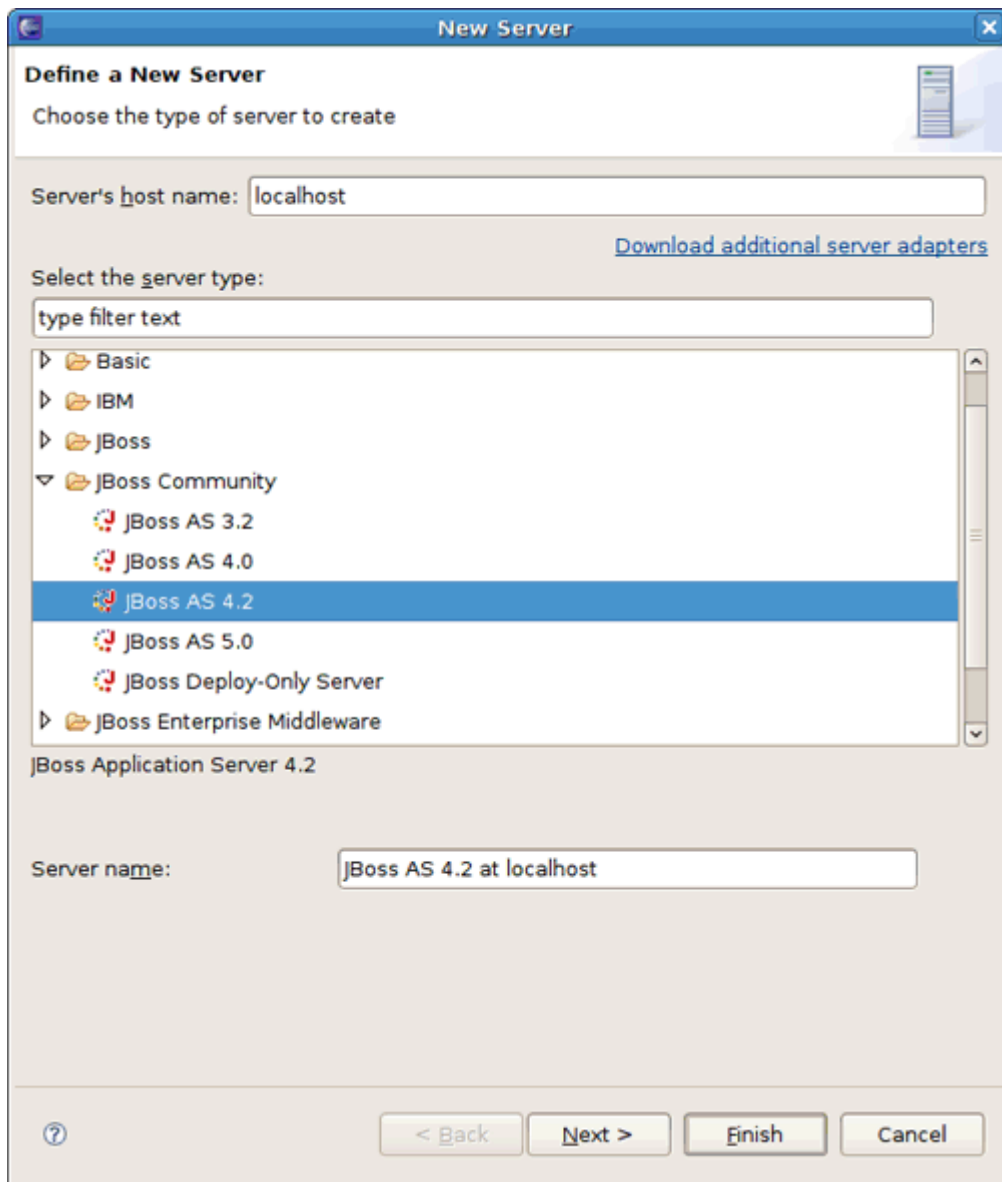 New Server
Define a New Server
Choose the type of server to create
Server's host name: localhost
Download additional server adapters
Select the server type:
type filter text
Basic
IBM
JBoss
JBoss Community
JBoss AS 3.2
JBoss AS 4.0
JBoss AS 4.2
JBoss AS 5.0
JBoss Deploy-Only Server
JBoss Enterprise Middleware
JBoss Application Server 4.2
Server name: JBoss AS 4.2 at localhost
? < Back Next > Finish Cancel